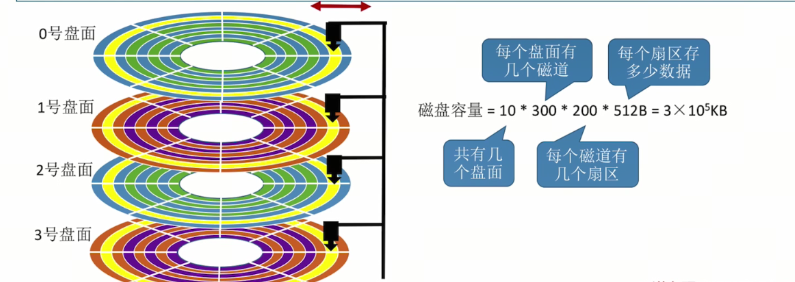 0号盘面
1号盘面
2号盘面
3号盘面
每个盘面有
几个磁道
每个扇区存
多少数据
磁盘容量 = 10 * 300 * 200 * 512B = 3×10⁵KB
共有几
个盘面
每个磁道有
几个扇区